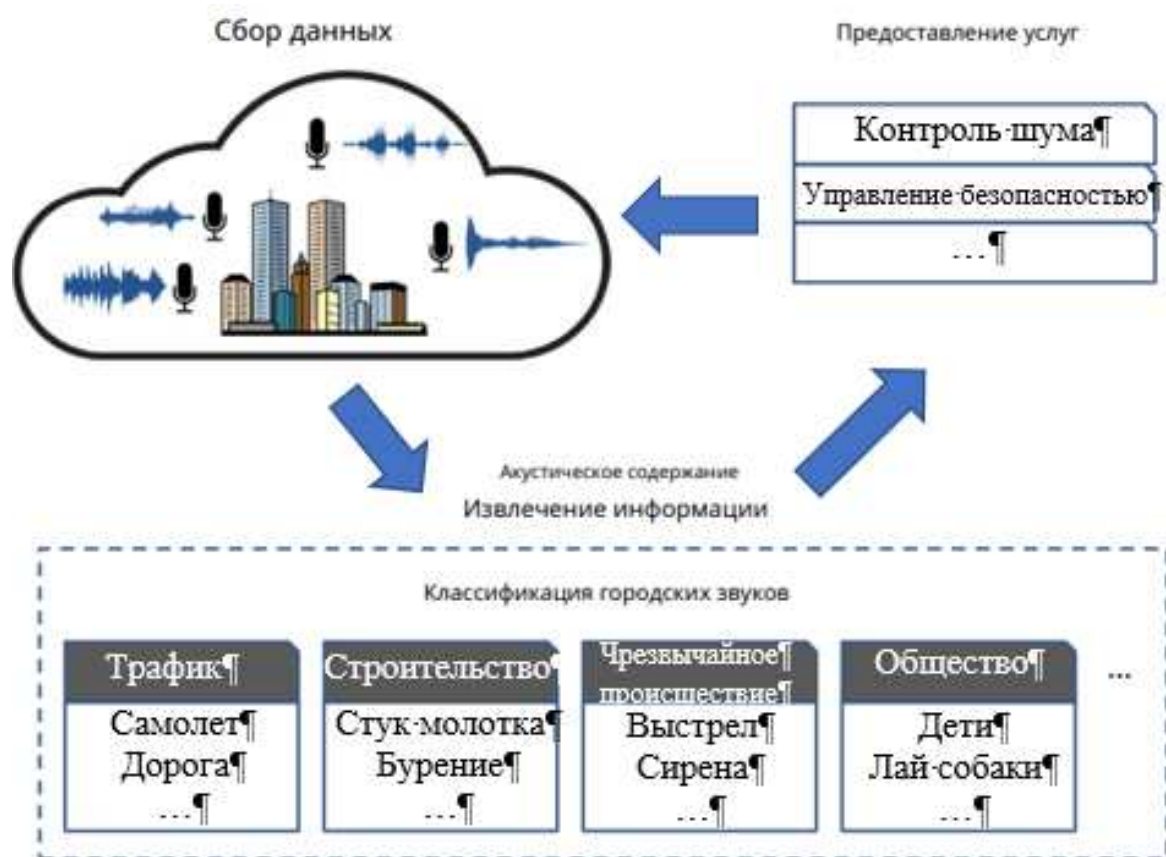 Сбор данных
Предоставление услуг
Контроль·шума¶
Управление·безопасностью¶
…¶
Акустическое содержание
Извлечение информации
Классификация городских звуков
Трафик¶
Самолет¶
Дорога¶
…¶
Строительство¶
Стук·молотка¶
Бурение¶
…¶
Чрезвычайное¶
происшествие¶
Выстрел¶
Сирена¶
…¶
Общество¶
Дети¶
Лай·собаки¶
…¶
...